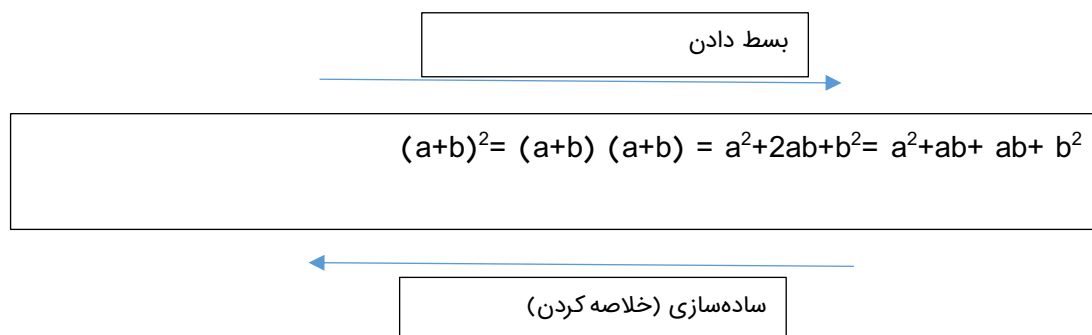 بسط دادن
(a+b)²= (a+b) (a+b) = a²+2ab+b²= a²+ab+ ab+ b²
ساده‌سازی (خلاصه کردن)